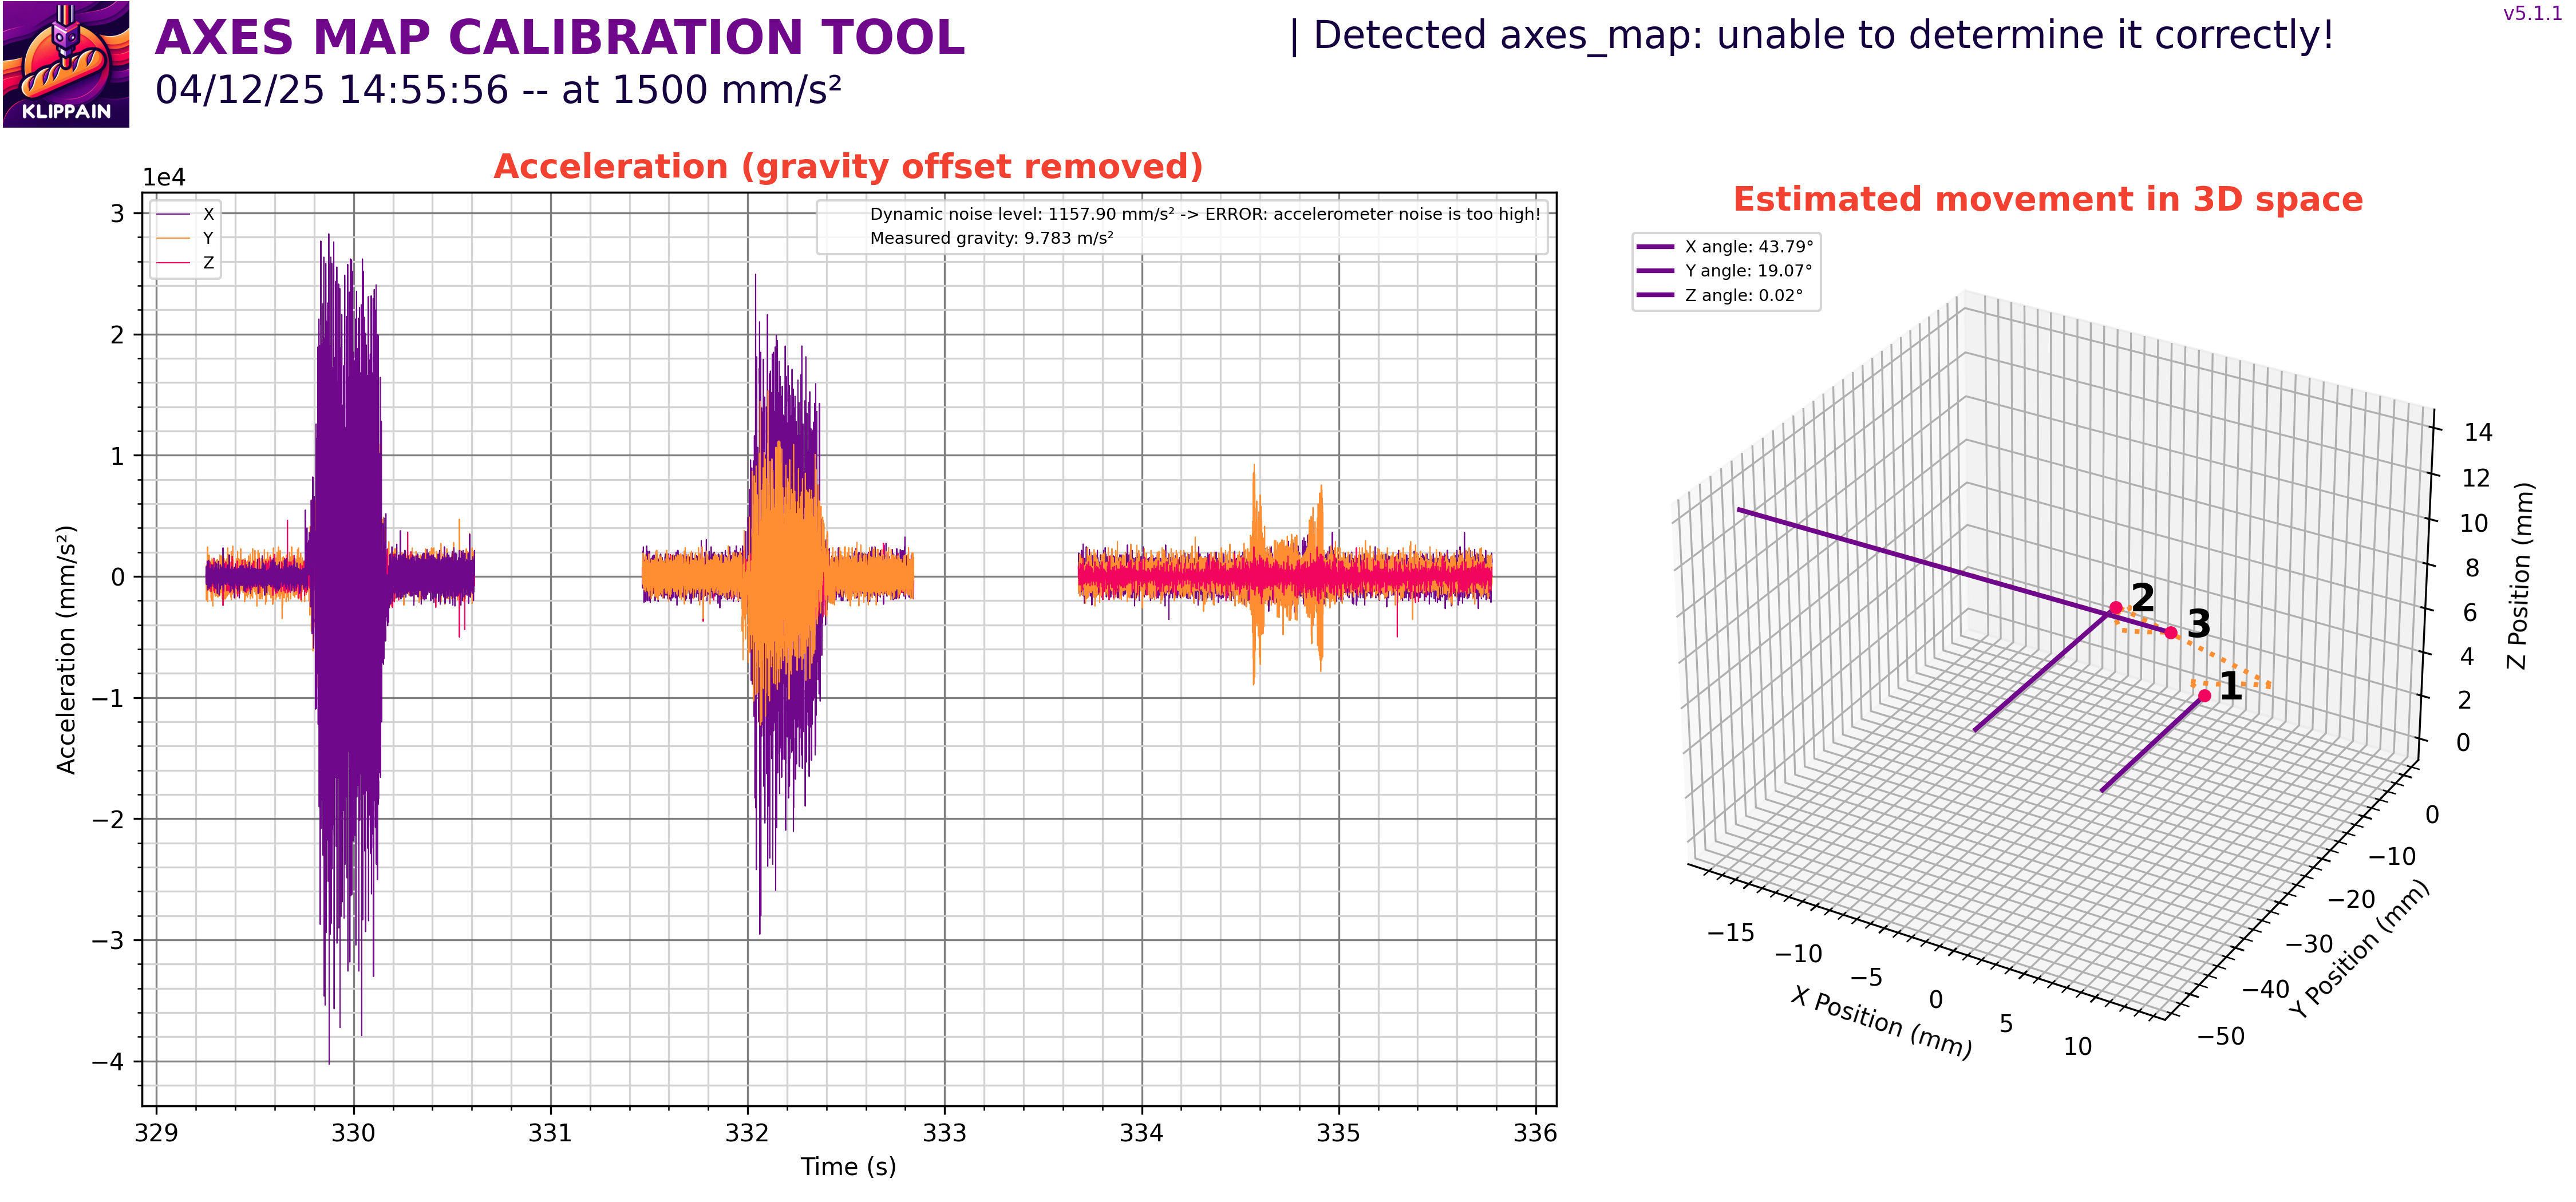 KLIPPAIN
AXES MAP CALIBRATION TOOL
04/12/25 14:55:56 -- at 1500 mm/s²
| Detected axes_map: unable to determine it correctly!
v5.1.1
Acceleration (gravity offset removed)
1e4
X
Y
Z
Dynamic noise level: 1157.90 mm/s² -> ERROR: accelerometer noise is too high!
Measured gravity: 9.783 m/s²
3
2
1
0
−1
−2
−3
−4
Acceleration (mm/s²)
329 330 331 332 333 334 335 336
Time (s)
Estimated movement in 3D space
X angle: 43.79°
Y angle: 19.07°
Z angle: 0.02°
2
3
1
14
12
10
8
6
4
2
0
Z Position (mm)
0
−10
−20
−30
−40
−50
Y Position (mm)
−15
−10
−5
0
5
10
X Position (mm)